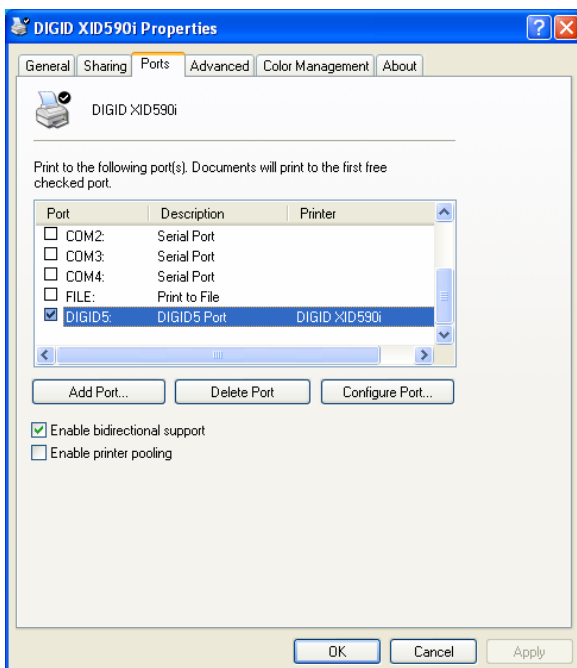 DIGID XID590i Properties
General Sharing Ports Advanced Color Management About
DIGID XID590i
Print to the following port(s). Documents will print to the first free
checked port.
Port Description Printer
COM2: Serial Port
COM3: Serial Port
COM4: Serial Port
FILE: Print to File
DIGID5: DIGID5 Port DIGID XID590i
Add Port... Delete Port Configure Port...
Enable bidirectional support
Enable printer pooling
OK Cancel Apply